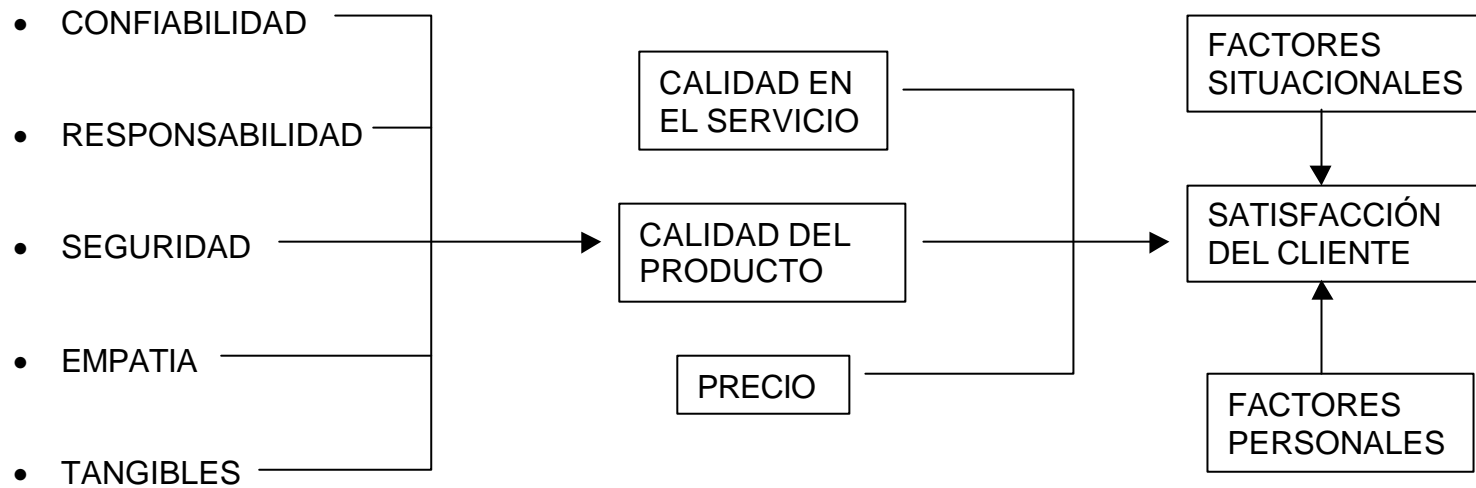 • CONFIABILIDAD
• RESPONSABILIDAD
• SEGURIDAD
• EMPATIA
• TANGIBLES
CALIDAD EN
EL SERVICIO
CALIDAD DEL
PRODUCTO
PRECIO
FACTORES
SITUACIONALES
SATISFACCIÓN
DEL CLIENTE
FACTORES
PERSONALES